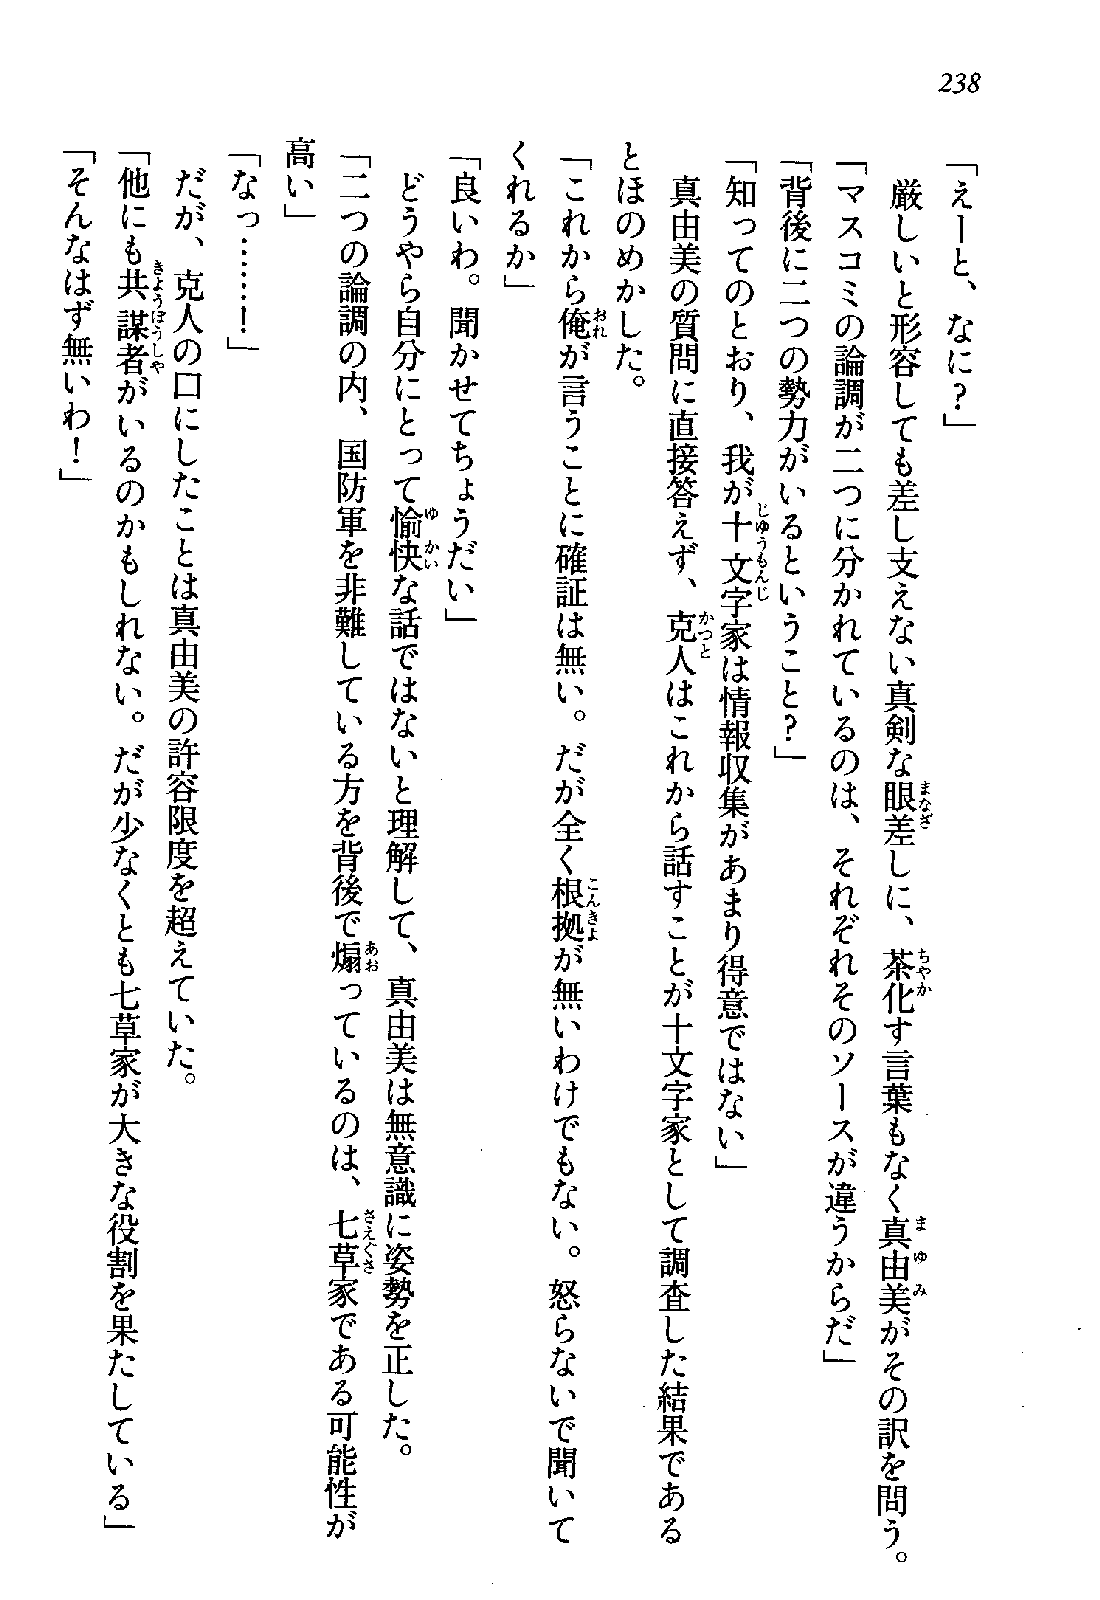 238
「えーと、なに？」
厳しいと形容しても差し支えない真剣な眼差しに、茶化す言葉もなく真由美がその訳を問う。
「マスコミの論調が二つに分かれているのは、それぞれそのソースが違うからだ」
「背後に二つの勢力がいるということ？」
「知ってのとおり、我が十文字家は情報収集があまり得意ではない」
真由美の質問に直接答えず、克人はこれから話すことが十文字家として調査した結果である
とほのめかした。
「これから俺が言うことに確証は無い。だが全く根拠が無いわけでもない。怒らないで聞いて
くれるか」
「良いわ。聞かせてちょうだい」
どうやら自分にとって愉快な話ではないと理解して、真由美は無意識に姿勢を正した。
「二つの論調の内、国防軍を非難している方を背後で煽っているのは、七草家である可能性が
高い」
「なっ……！」
だが、克人の口にしたことは真由美の許容限度を超えていた。
「他にも共謀者がいるのかもしれない。だが少なくとも七草家が大きな役割を果たしている」
「そんなはず無いわ！」